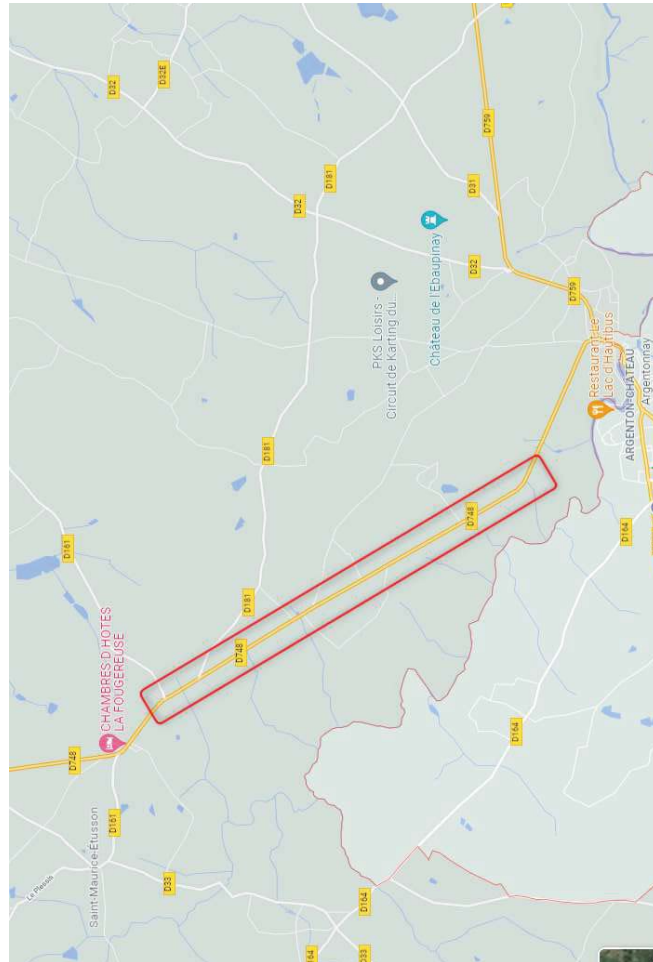 D32
D32E
D759
D181
D32
D31
Château de l'Ebaupinay
PKS Loisirs -
Circuit de Karting du...
D32
D759
Restaurant Le
Lac d'Hautibus
ARGENTON-CHÂTEAU
Argentonnay
D161
D181
D748
D164
D181
CHAMBRES D HOTES
LA FOUGEREUSE
D748
D748
D161
D164
Saint-Maurice-Étusson
Le Plessis
D33
D164
D33